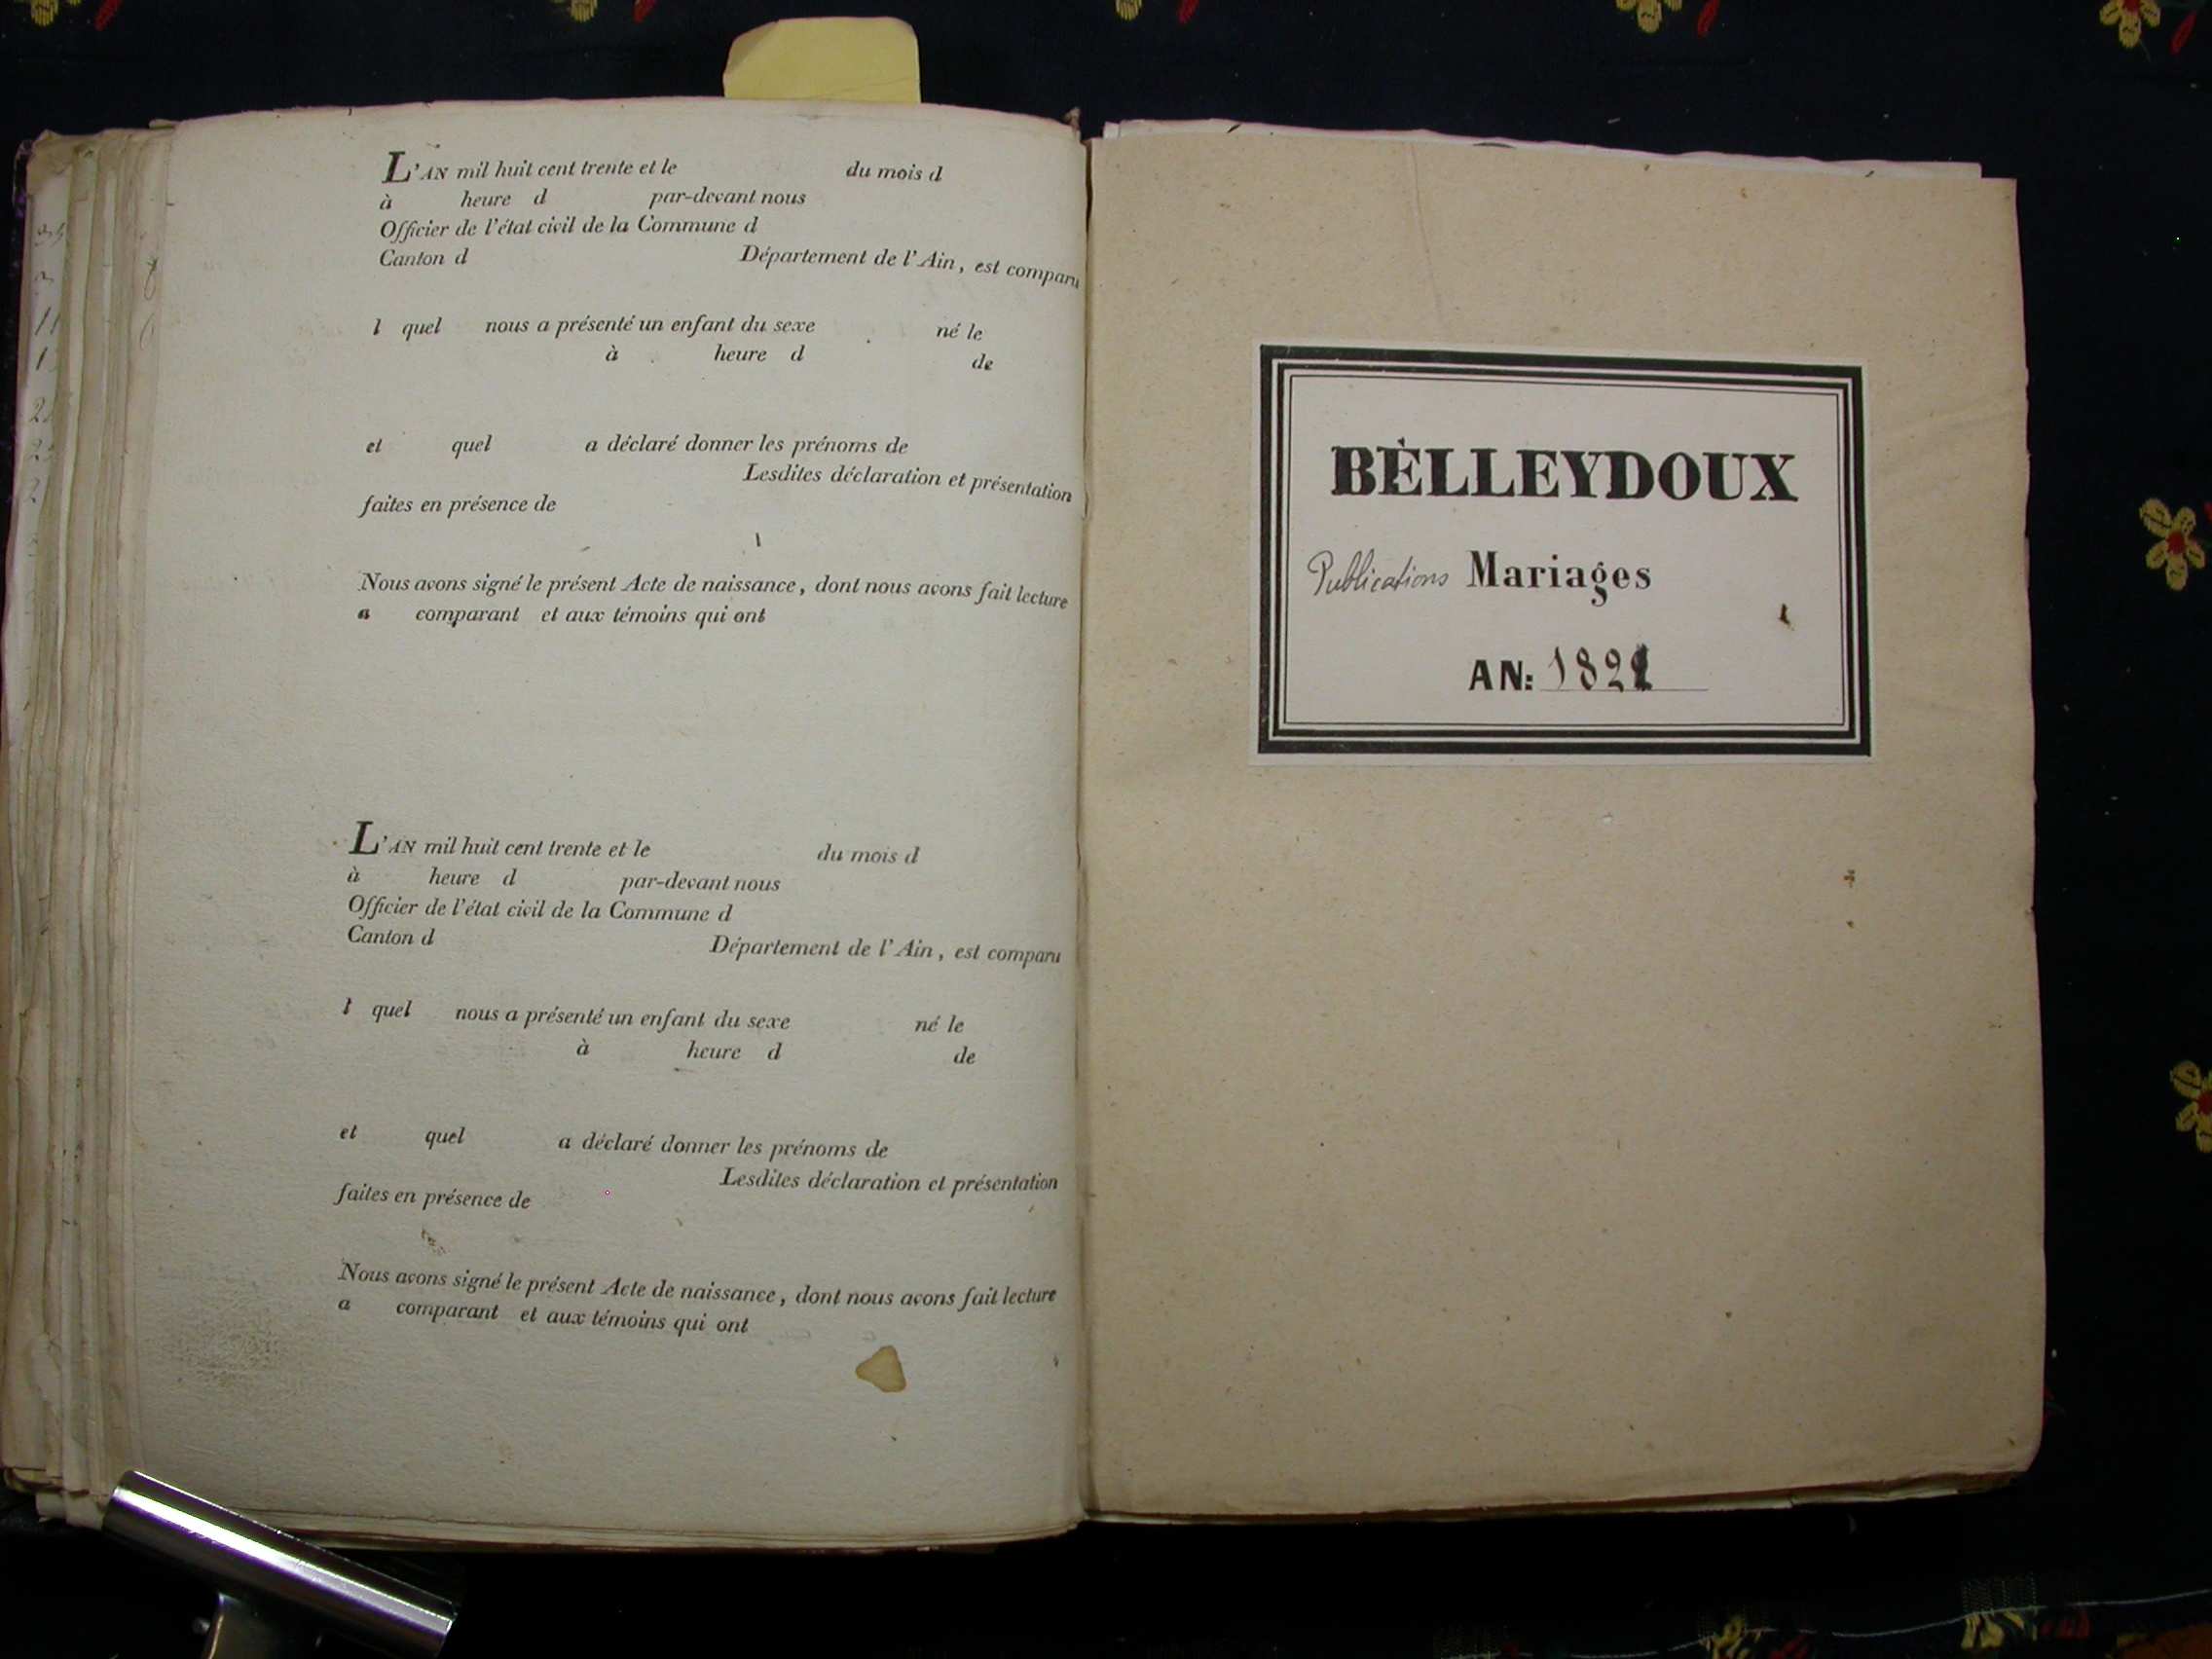 L'AN mil huit cent trente et le du mois d
à heure d par-devant nous
Officier de l'état civil de la Commune d
Canton d Département de l'Ain, est comparu
l quel nous a présenté un enfant du sexe né le
à heure d de
et quel a déclaré donner les prénoms de
Lesdites déclaration et présentation
faites en présence de
Nous avons signé le présent Acte de naissance, dont nous avons fait lecture
a comparant et aux témoins qui ont
L'AN mil huit cent trente et le du mois d
à heure d par-devant nous
Officier de l'état civil de la Commune d
Canton d Département de l'Ain, est comparu
l quel nous a présenté un enfant du sexe né le
à heure d de
et quel a déclaré donner les prénoms de
Lesdites déclaration et présentation
faites en présence de
Nous avons signé le présent Acte de naissance, dont nous avons fait lecture
a comparant et aux témoins qui ont
BELLEYDOUX
Publications Mariages
AN: 1821